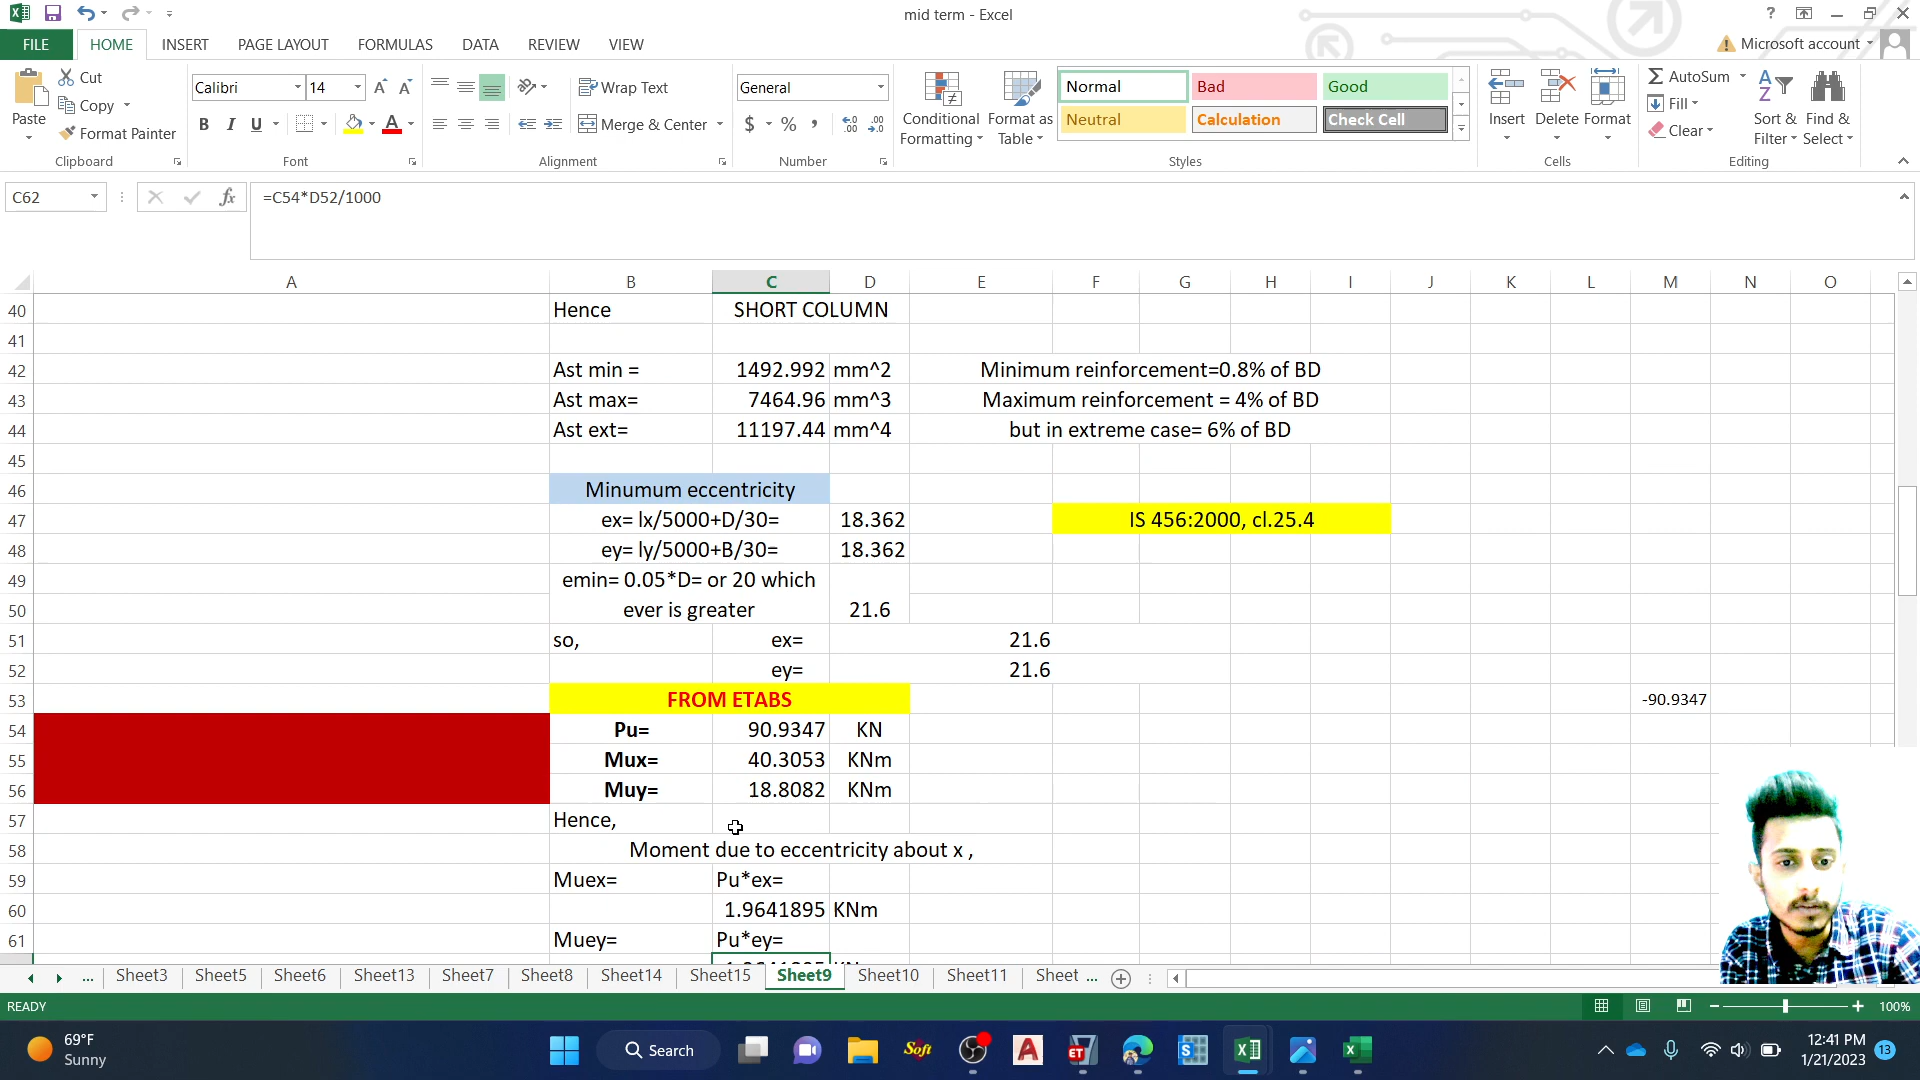 mid term - Excel
?
FILE
HOME
INSERT
PAGE LAYOUT
FORMULAS
DATA
REVIEW
VIEW
Microsoft account
Paste
Cut
Copy
Format Painter
Clipboard
Calibri
14
B
I
U
Font
Wrap Text
Merge & Center
Alignment
General
$ % ,
Number
Conditional
Formatting
Format as
Table
Normal
Bad
Good
Neutral
Calculation
Check Cell
Styles
Insert
Delete
Format
Cells
AutoSum
Fill
Clear
Sort &
Filter
Find &
Select
Editing
C62
fx
=C54*D52/1000
A B C D E F G H I J K L M N O
40 Hence SHORT COLUMN
41
42 Ast min = 1492.992 mm^2 Minimum reinforcement=0.8% of BD
43 Ast max= 7464.96 mm^3 Maximum reinforcement = 4% of BD
44 Ast ext= 11197.44 mm^4 but in extreme case= 6% of BD
45
46 Minumum eccentricity
47 ex= lx/5000+D/30= 18.362 IS 456:2000, cl.25.4
48 ey= ly/5000+B/30= 18.362
49 emin= 0.05*D= or 20 which
50 ever is greater 21.6
51 so, ex= 21.6
52 ey= 21.6
53 FROM ETABS -90.9347
54 Pu= 90.9347 KN
55 Mux= 40.3053 KNm
56 Muy= 18.8082 KNm
57 Hence,
58 Moment due to eccentricity about x ,
59 Muex= Pu*ex=
60 1.9641895 KNm
61 Muey= Pu*ey=
... Sheet3 Sheet5 Sheet6 Sheet13 Sheet7 Sheet8 Sheet14 Sheet15 Sheet9 Sheet10 Sheet11 Sheet ...
READY
100%
69°F
Sunny
Search
Soft
A
ET
S
12:41 PM
1/21/2023
13